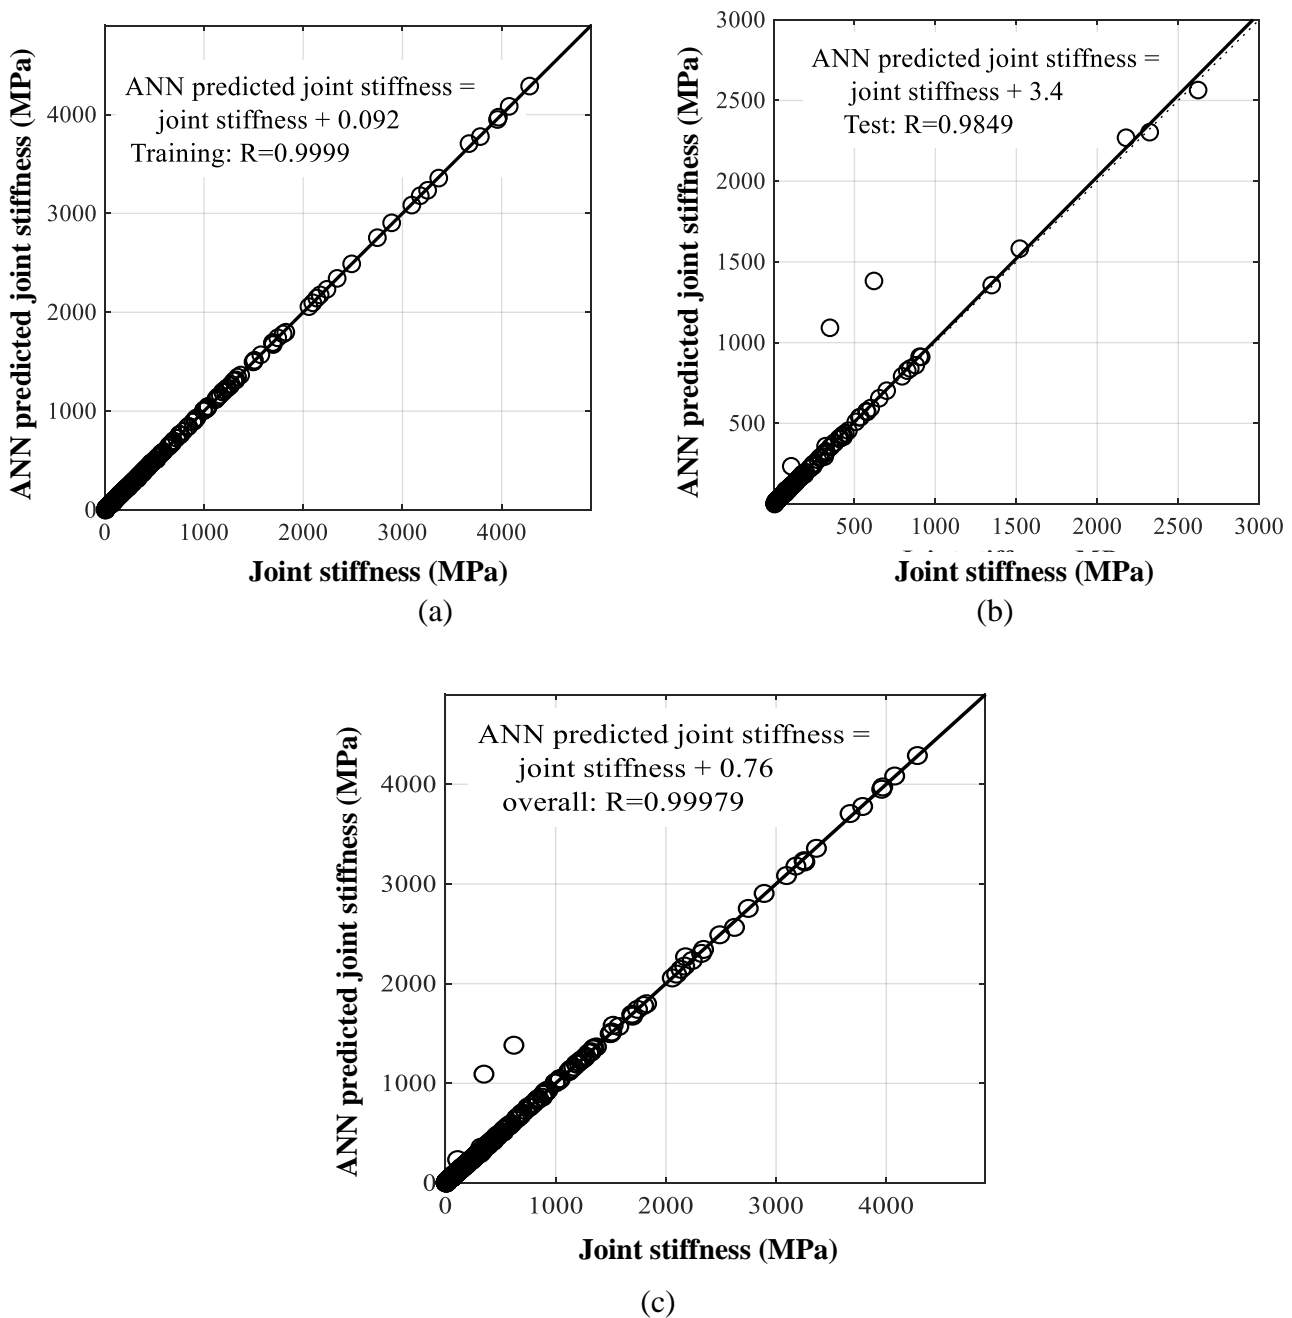 ANN predicted joint stiffness (MPa)
4000
3000
2000
1000
0
ANN predicted joint stiffness =
joint stiffness + 0.092
Training: R=0.9999
0 1000 2000 3000 4000
Joint stiffness (MPa)
(a)
ANN predicted joint stiffness (MPa)
3000
2500
2000
1500
1000
500
ANN predicted joint stiffness =
joint stiffness + 3.4
Test: R=0.9849
500 1000 1500 2000 2500 3000
Joint stiffness (MPa)
(b)
ANN predicted joint stiffness (MPa)
4000
3000
2000
1000
0
ANN predicted joint stiffness =
joint stiffness + 0.76
overall: R=0.99979
0 1000 2000 3000 4000
Joint stiffness (MPa)
(c)